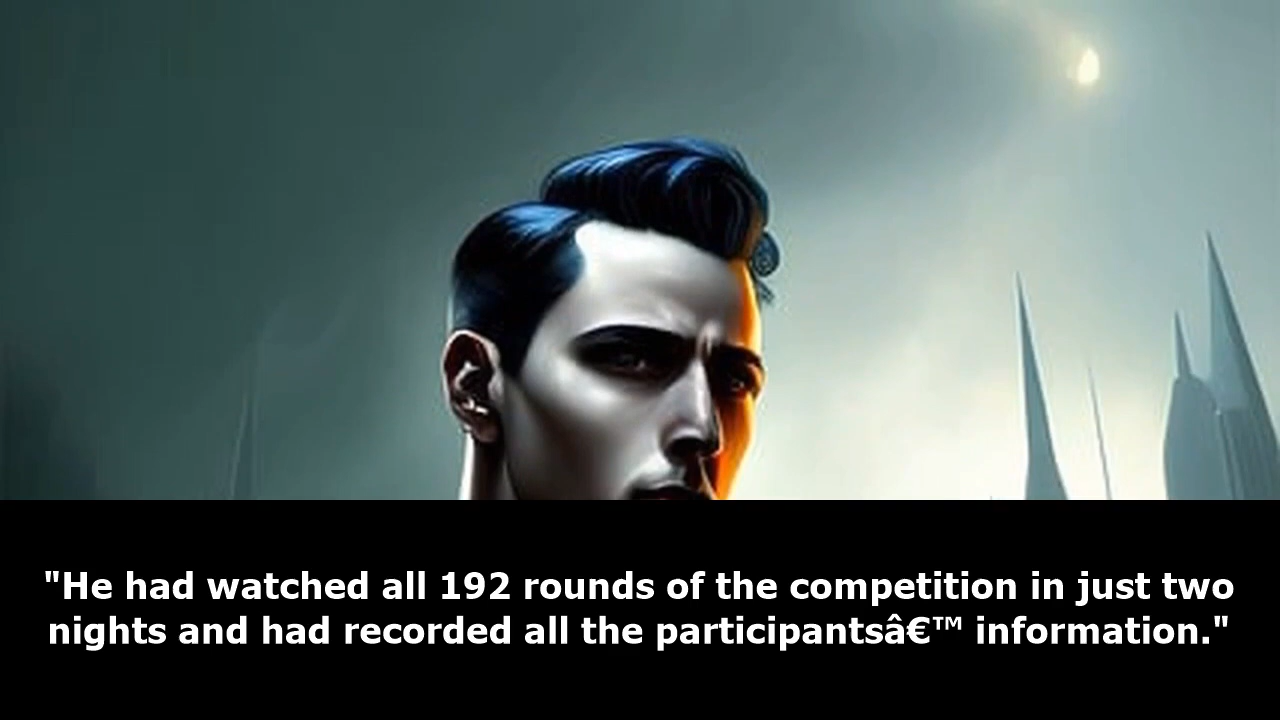 "He had watched all 192 rounds of the competition in just two
nights and had recorded all the participantsâ€™ information."